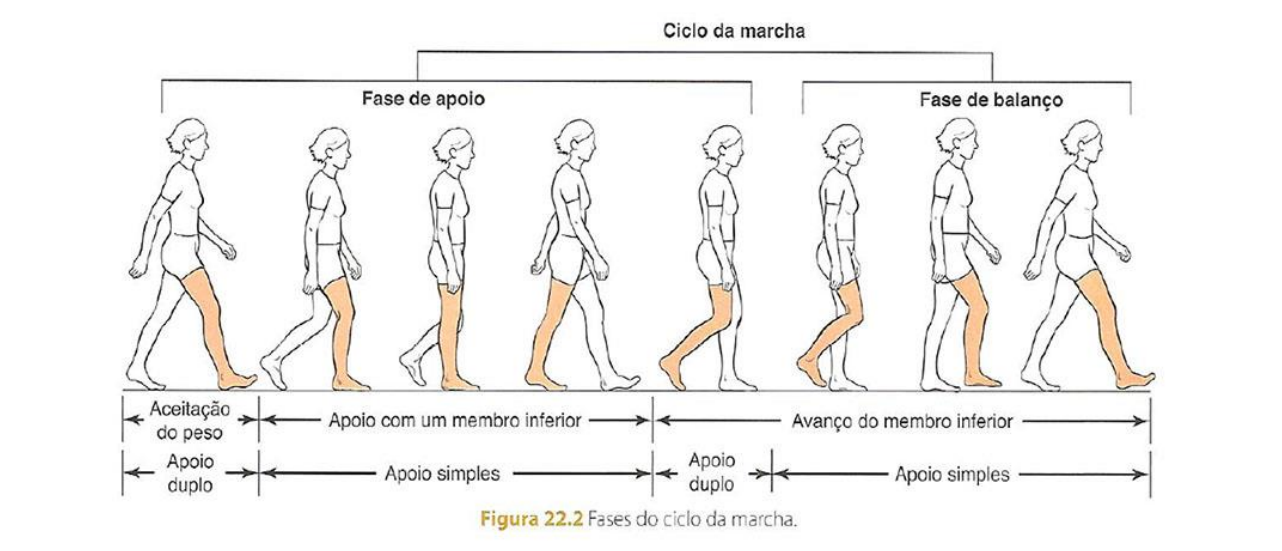 Ciclo da marcha
Fase de apoio
Fase de balanço
Aceitação
do peso
Apoio com um membro inferior
Avanço do membro inferior
Apoio
duplo
Apoio simples
Apoio
duplo
Apoio simples
Figura 22.2 Fases do ciclo da marcha.